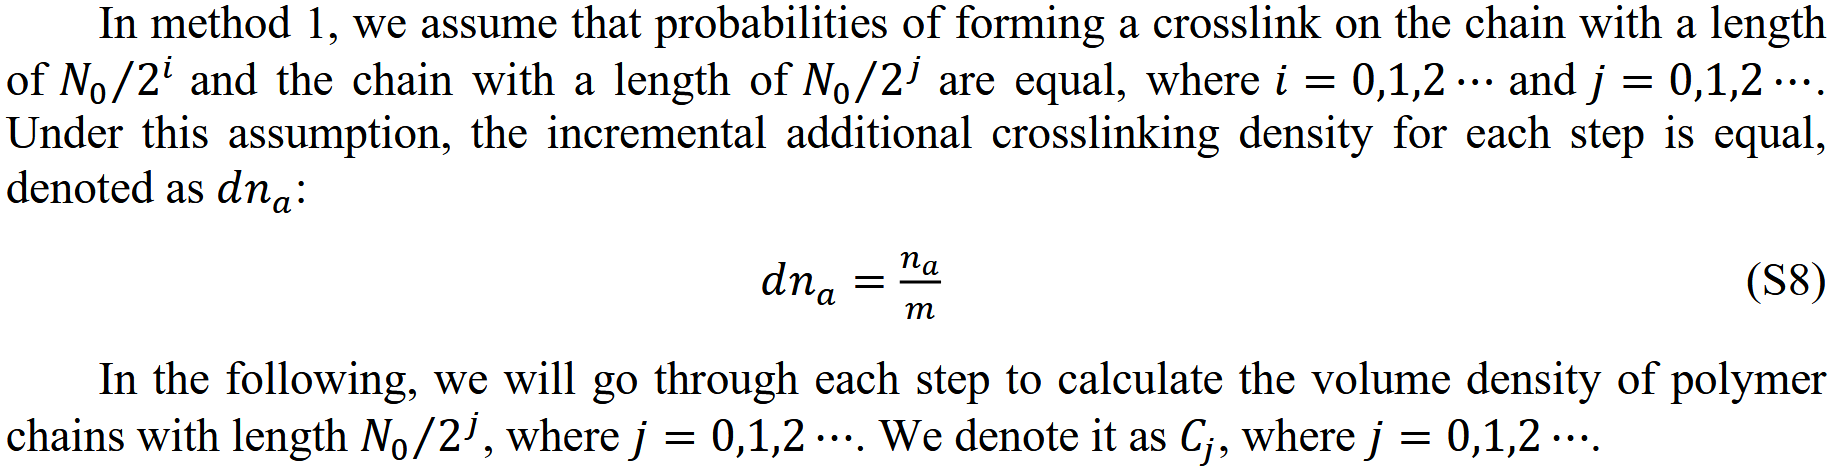 In method 1, we assume that probabilities of forming a crosslink on the chain with a length
of $N_0/2^i$ and the chain with a length of $N_0/2^j$ are equal, where $i = 0,1,2 \cdots$ and $j = 0,1,2 \cdots$.
Under this assumption, the incremental additional crosslinking density for each step is equal,
denoted as $dn_a$:
$dn_a = \frac{n_a}{m}$ (S8)
In the following, we will go through each step to calculate the volume density of polymer
chains with length $N_0/2^j$, where $j = 0,1,2 \cdots$. We denote it as $C_j$, where $j = 0,1,2 \cdots$.